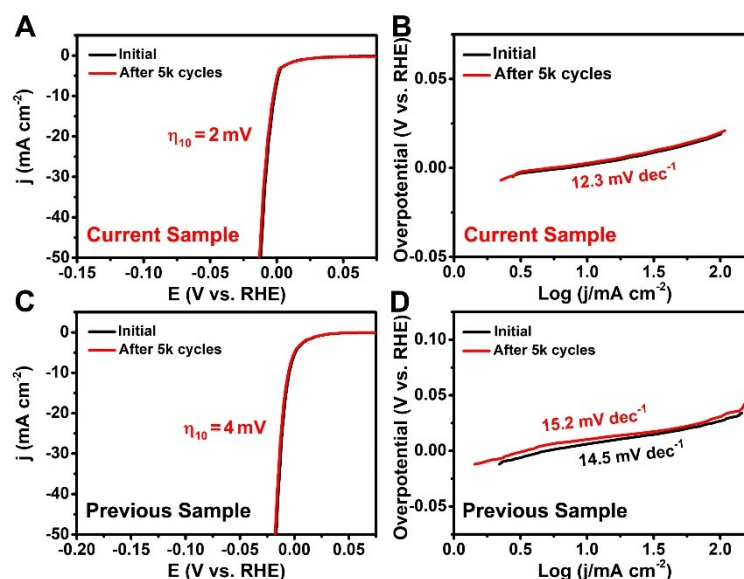 A
Initial
After 5k cycles
η10 = 2 mV
Current Sample
j (mA cm-2)
0
-10
-20
-30
-40
-50
-0.15
-0.10
-0.05
0.00
0.05
E (V vs. RHE)
B
Initial
After 5k cycles
12.3 mV dec-1
Current Sample
Overpotential (V vs. RHE)
0.05
0.00
-0.05
0.0
0.5
1.0
1.5
2.0
Log (j/mA cm-2)
C
Initial
After 5k cycles
η10 = 4 mV
Previous Sample
j (mA cm-2)
0
-10
-20
-30
-40
-50
-0.20
-0.15
-0.10
-0.05
0.00
0.05
E (V vs. RHE)
D
Initial
After 5k cycles
15.2 mV dec-1
14.5 mV dec-1
Previous Sample
Overpotential (V vs. RHE)
0.10
0.05
0.00
-0.05
0.0
0.5
1.0
1.5
2.0
Log (j/mA cm-2)